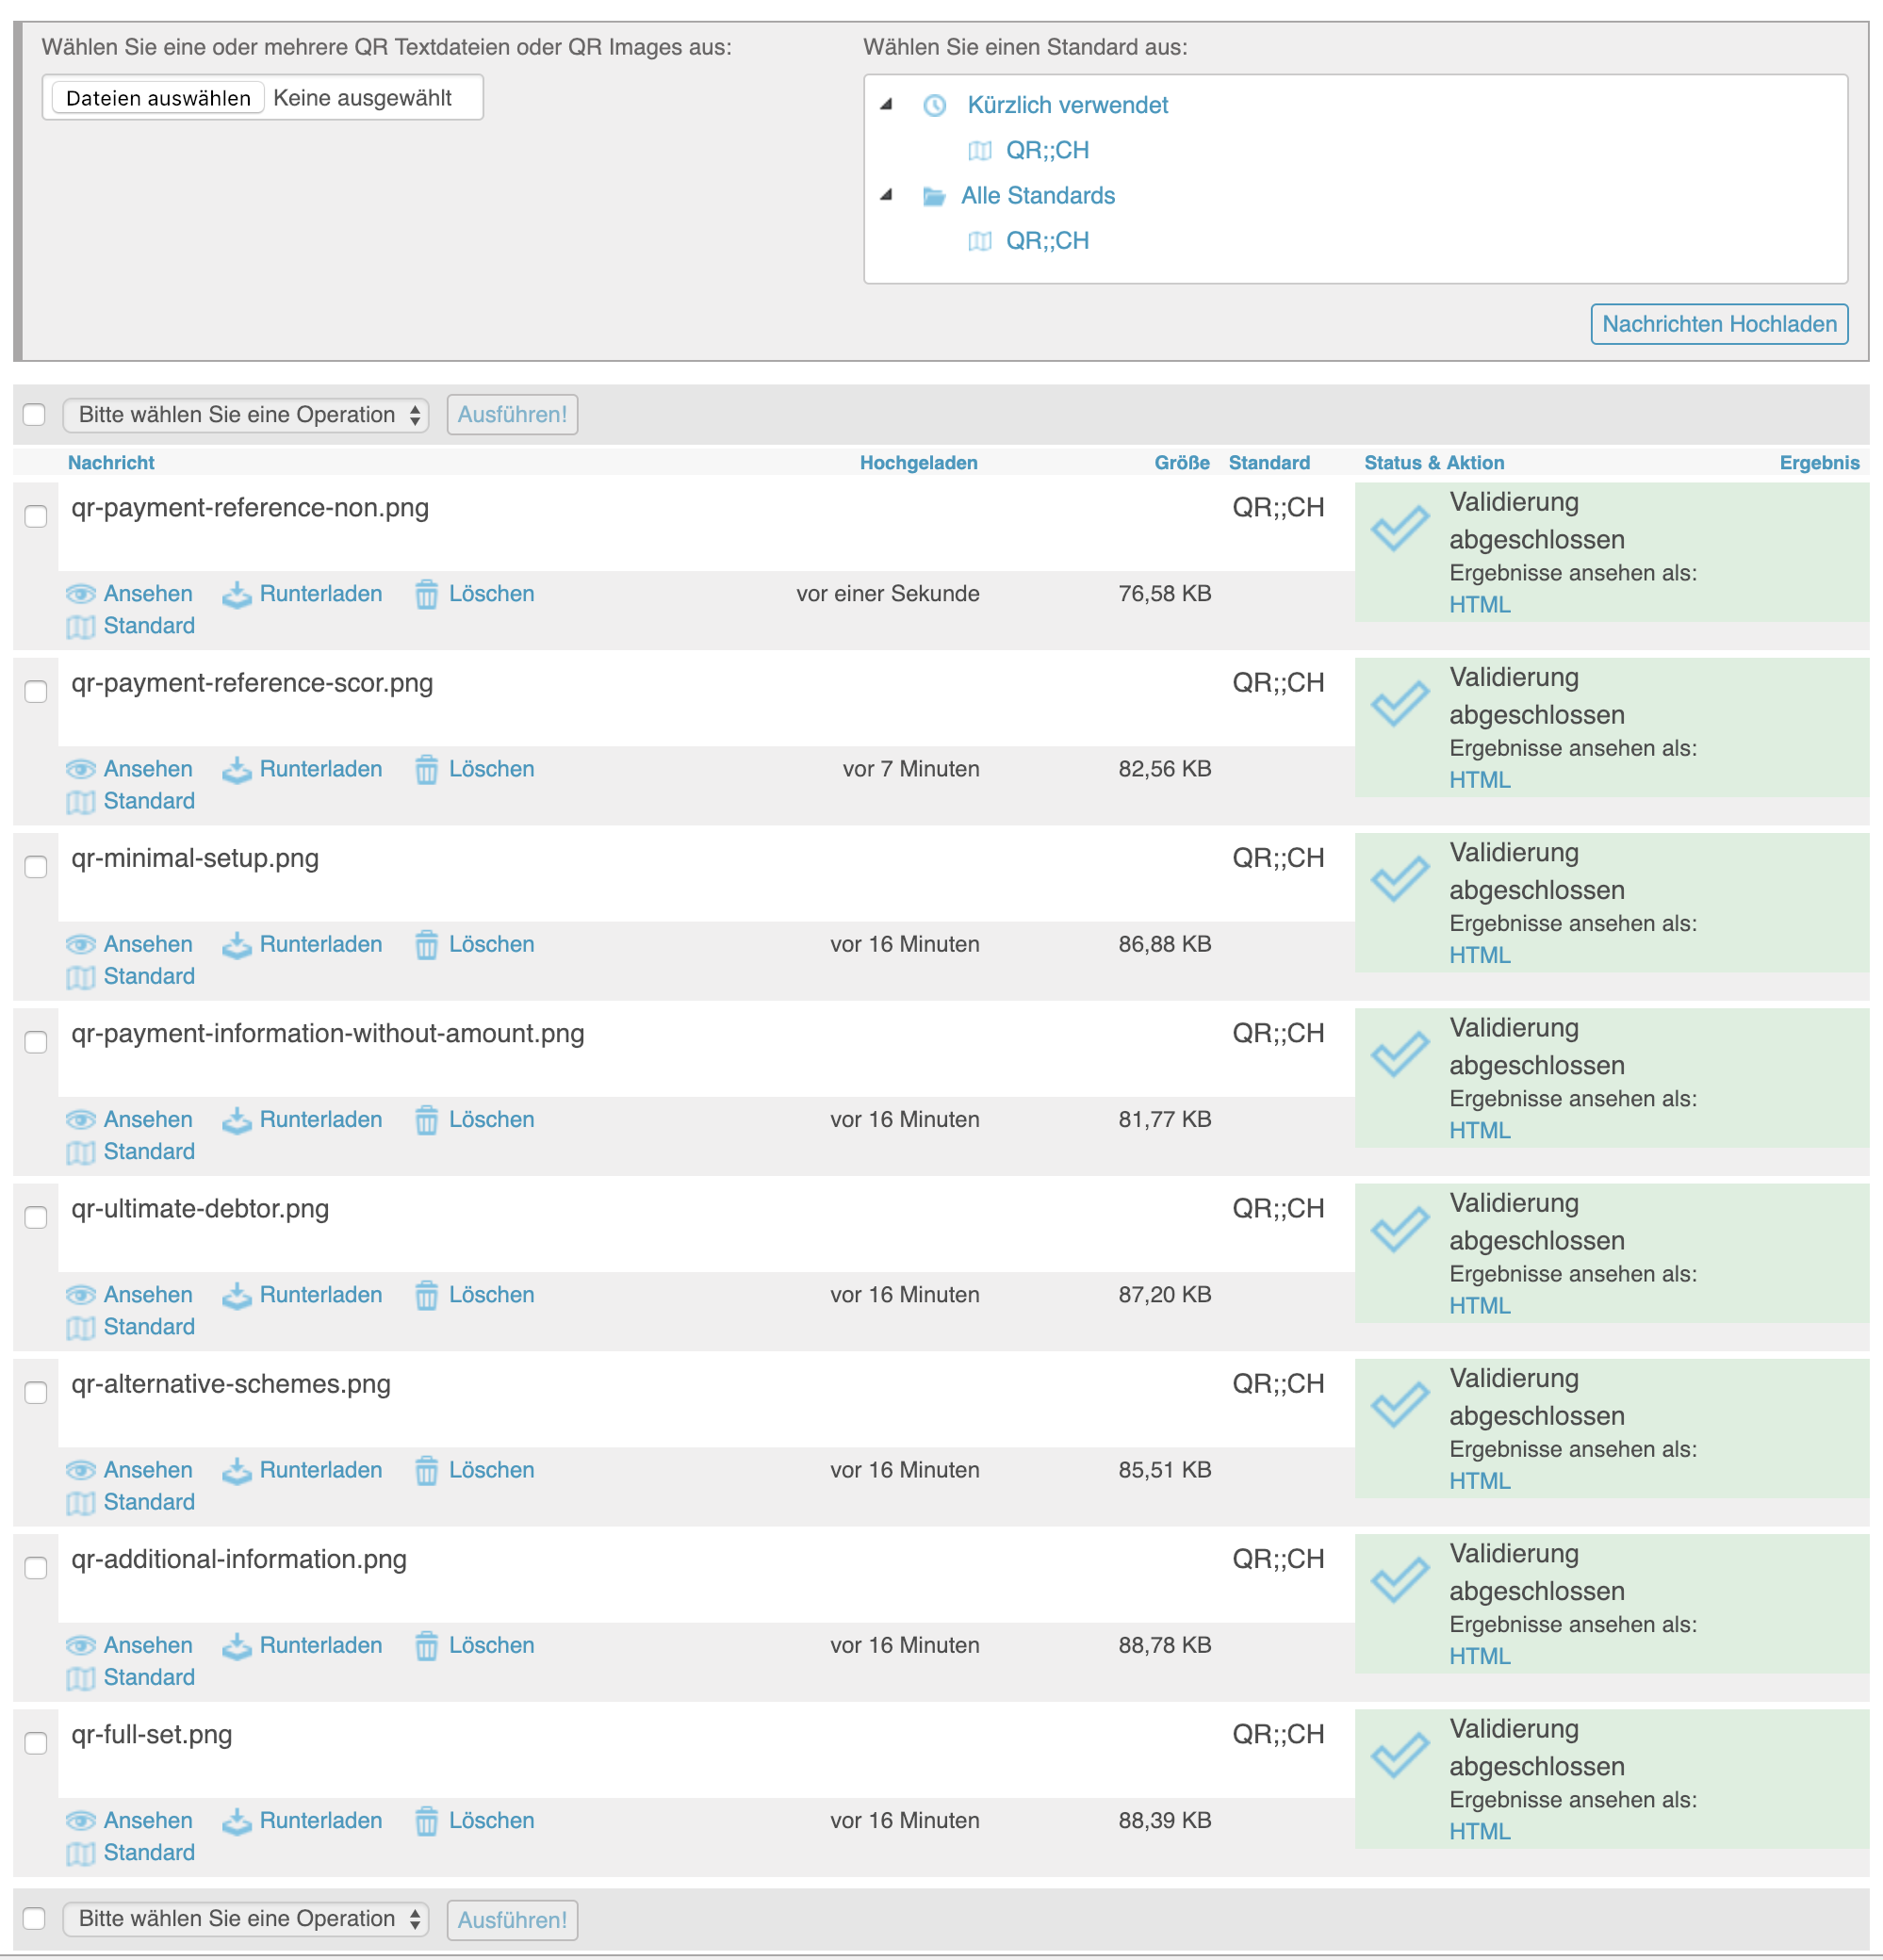 Wählen Sie eine oder mehrere QR Textdateien oder QR Images aus:
Dateien auswählen Keine ausgewählt
Wählen Sie einen Standard aus:
Kürzlich verwendet
QR;;CH
Alle Standards
QR;;CH
Nachrichten Hochladen
Bitte wählen Sie eine Operation Ausführen!
Nachricht Hochgeladen Größe Standard Status & Aktion Ergebnis
qr-payment-reference-non.png QR;;CH Validierung
abgeschlossen
Ergebnisse ansehen als:
Ansehen Runterladen Löschen vor einer Sekunde 76,58 KB HTML
Standard
qr-payment-reference-scor.png QR;;CH Validierung
abgeschlossen
Ergebnisse ansehen als:
Ansehen Runterladen Löschen vor 7 Minuten 82,56 KB HTML
Standard
qr-minimal-setup.png QR;;CH Validierung
abgeschlossen
Ergebnisse ansehen als:
Ansehen Runterladen Löschen vor 16 Minuten 86,88 KB HTML
Standard
qr-payment-information-without-amount.png QR;;CH Validierung
abgeschlossen
Ergebnisse ansehen als:
Ansehen Runterladen Löschen vor 16 Minuten 81,77 KB HTML
Standard
qr-ultimate-debtor.png QR;;CH Validierung
abgeschlossen
Ergebnisse ansehen als:
Ansehen Runterladen Löschen vor 16 Minuten 87,20 KB HTML
Standard
qr-alternative-schemes.png QR;;CH Validierung
abgeschlossen
Ergebnisse ansehen als:
Ansehen Runterladen Löschen vor 16 Minuten 85,51 KB HTML
Standard
qr-additional-information.png QR;;CH Validierung
abgeschlossen
Ergebnisse ansehen als:
Ansehen Runterladen Löschen vor 16 Minuten 88,78 KB HTML
Standard
qr-full-set.png QR;;CH Validierung
abgeschlossen
Ergebnisse ansehen als:
Ansehen Runterladen Löschen vor 16 Minuten 88,39 KB HTML
Standard
Bitte wählen Sie eine Operation Ausführen!